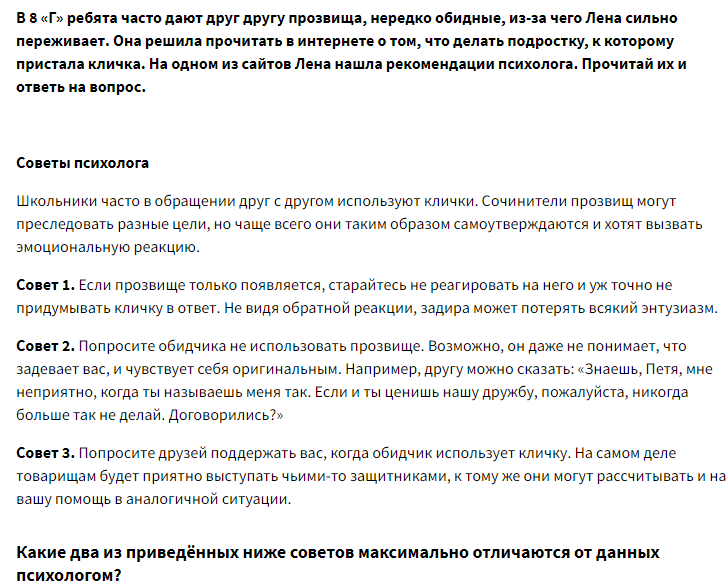 В 8 «Г» ребята часто дают друг другу прозвища, нередко обидные, из-за чего Лена сильно
переживает. Она решила прочитать в интернете о том, что делать подростку, к которому
пристала кличка. На одном из сайтов Лена нашла рекомендации психолога. Прочитай их и
ответь на вопрос.
Советы психолога
Школьники часто в обращении друг с другом используют клички. Сочинители прозвищ могут
преследовать разные цели, но чаще всего они таким образом самоутверждаются и хотят вызвать
эмоциональную реакцию.
Совет 1. Если прозвище только появляется, старайтесь не реагировать на него и уж точно не
придумывать кличку в ответ. Не видя обратной реакции, задира может потерять всякий энтузиазм.
Совет 2. Попросите обидчика не использовать прозвище. Возможно, он даже не понимает, что
задевает вас, и чувствует себя оригинальным. Например, другу можно сказать: «Знаешь, Петя, мне
неприятно, когда ты называешь меня так. Если и ты ценишь нашу дружбу, пожалуйста, никогда
больше так не делай. Договорились?»
Совет 3. Попросите друзей поддержать вас, когда обидчик использует кличку. На самом деле
товарищам будет приятно выступать чьими-то защитниками, к тому же они могут рассчитывать и на
вашу помощь в аналогичной ситуации.
Какие два из приведённых ниже советов максимально отличаются от данных
психологом?